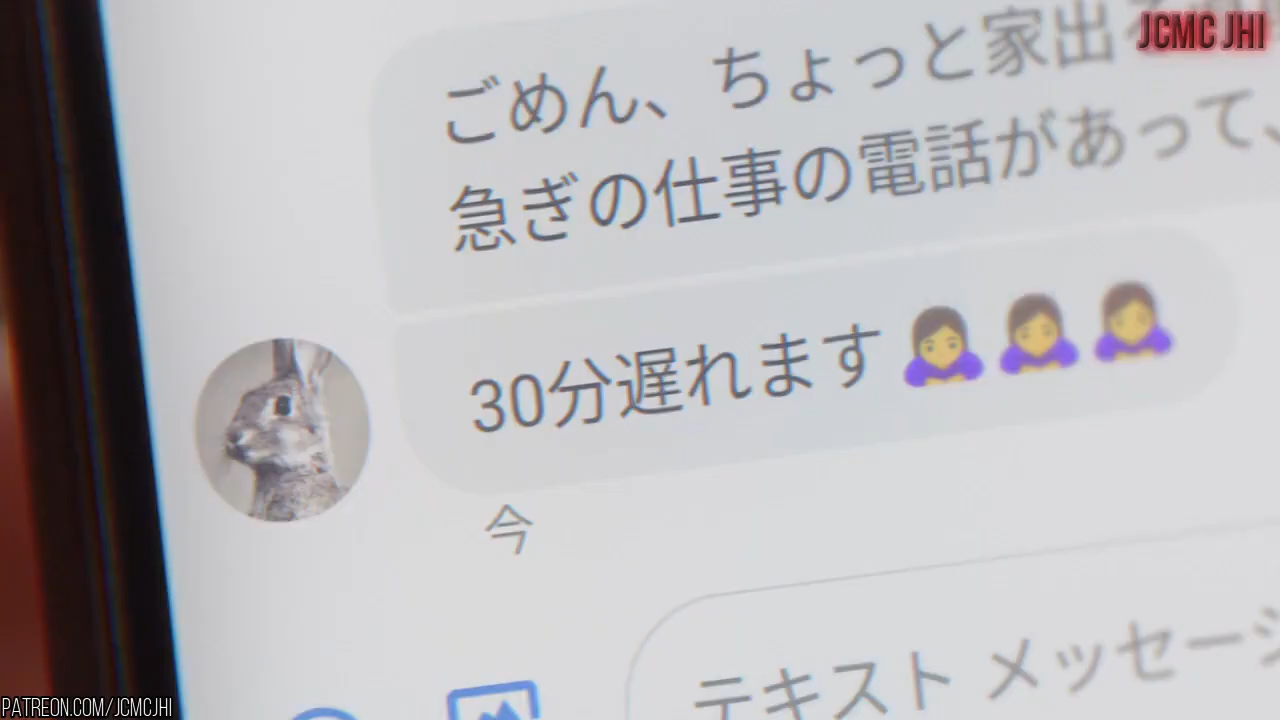 JCMC JHI
ごめん、ちょっと家出
急ぎの仕事の電話があって、
30分遅れます🙇‍♀️🙇‍♀️🙇‍♀️
今
テキスト メッセージ
PATREON.COM/JCMCJHI